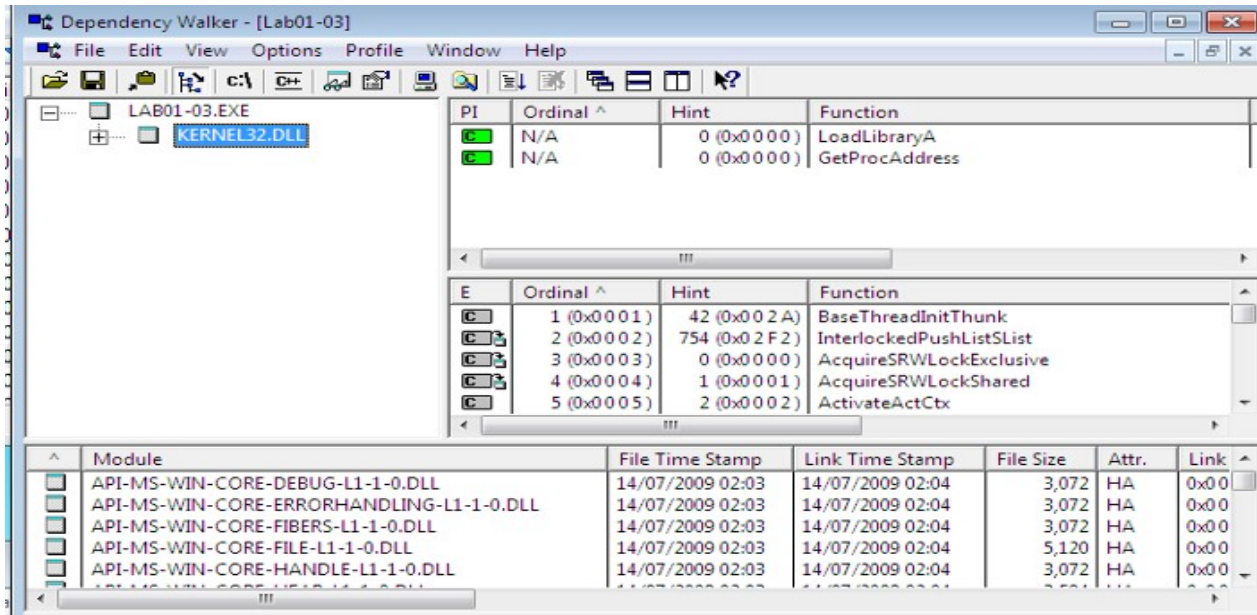 Dependency Walker - [Lab01-03]
File Edit View Options Profile Window Help
c:\ C++
LAB01-03.EXE
KERNEL32.DLL
PI Ordinal ^ Hint Function
C N/A 0 (0x0000) LoadLibraryA
C N/A 0 (0x0000) GetProcAddress
E Ordinal ^ Hint Function
C 1 (0x0001) 42 (0x002A) BaseThreadInitThunk
C 2 (0x0002) 754 (0x02F2) InterlockedPushListSList
C 3 (0x0003) 0 (0x0000) AcquireSRWLockExclusive
C 4 (0x0004) 1 (0x0001) AcquireSRWLockShared
C 5 (0x0005) 2 (0x0002) ActivateActCtx
^ Module File Time Stamp Link Time Stamp File Size Attr. Link
API-MS-WIN-CORE-DEBUG-L1-1-0.DLL 14/07/2009 02:03 14/07/2009 02:04 3,072 HA 0x00
API-MS-WIN-CORE-ERRORHANDLING-L1-1-0.DLL 14/07/2009 02:03 14/07/2009 02:04 3,072 HA 0x00
API-MS-WIN-CORE-FIBERS-L1-1-0.DLL 14/07/2009 02:03 14/07/2009 02:04 3,072 HA 0x00
API-MS-WIN-CORE-FILE-L1-1-0.DLL 14/07/2009 02:03 14/07/2009 02:04 5,120 HA 0x00
API-MS-WIN-CORE-HANDLE-L1-1-0.DLL 14/07/2009 02:03 14/07/2009 02:04 3,072 HA 0x00